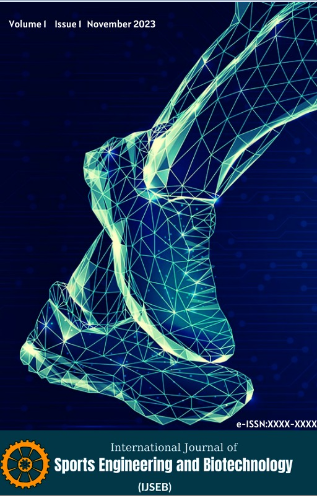 Volume I Issue I November 2023
e-ISSN:XXXX-XXXX
International Journal of
Sports Engineering and Biotechnology
(IJSEB)